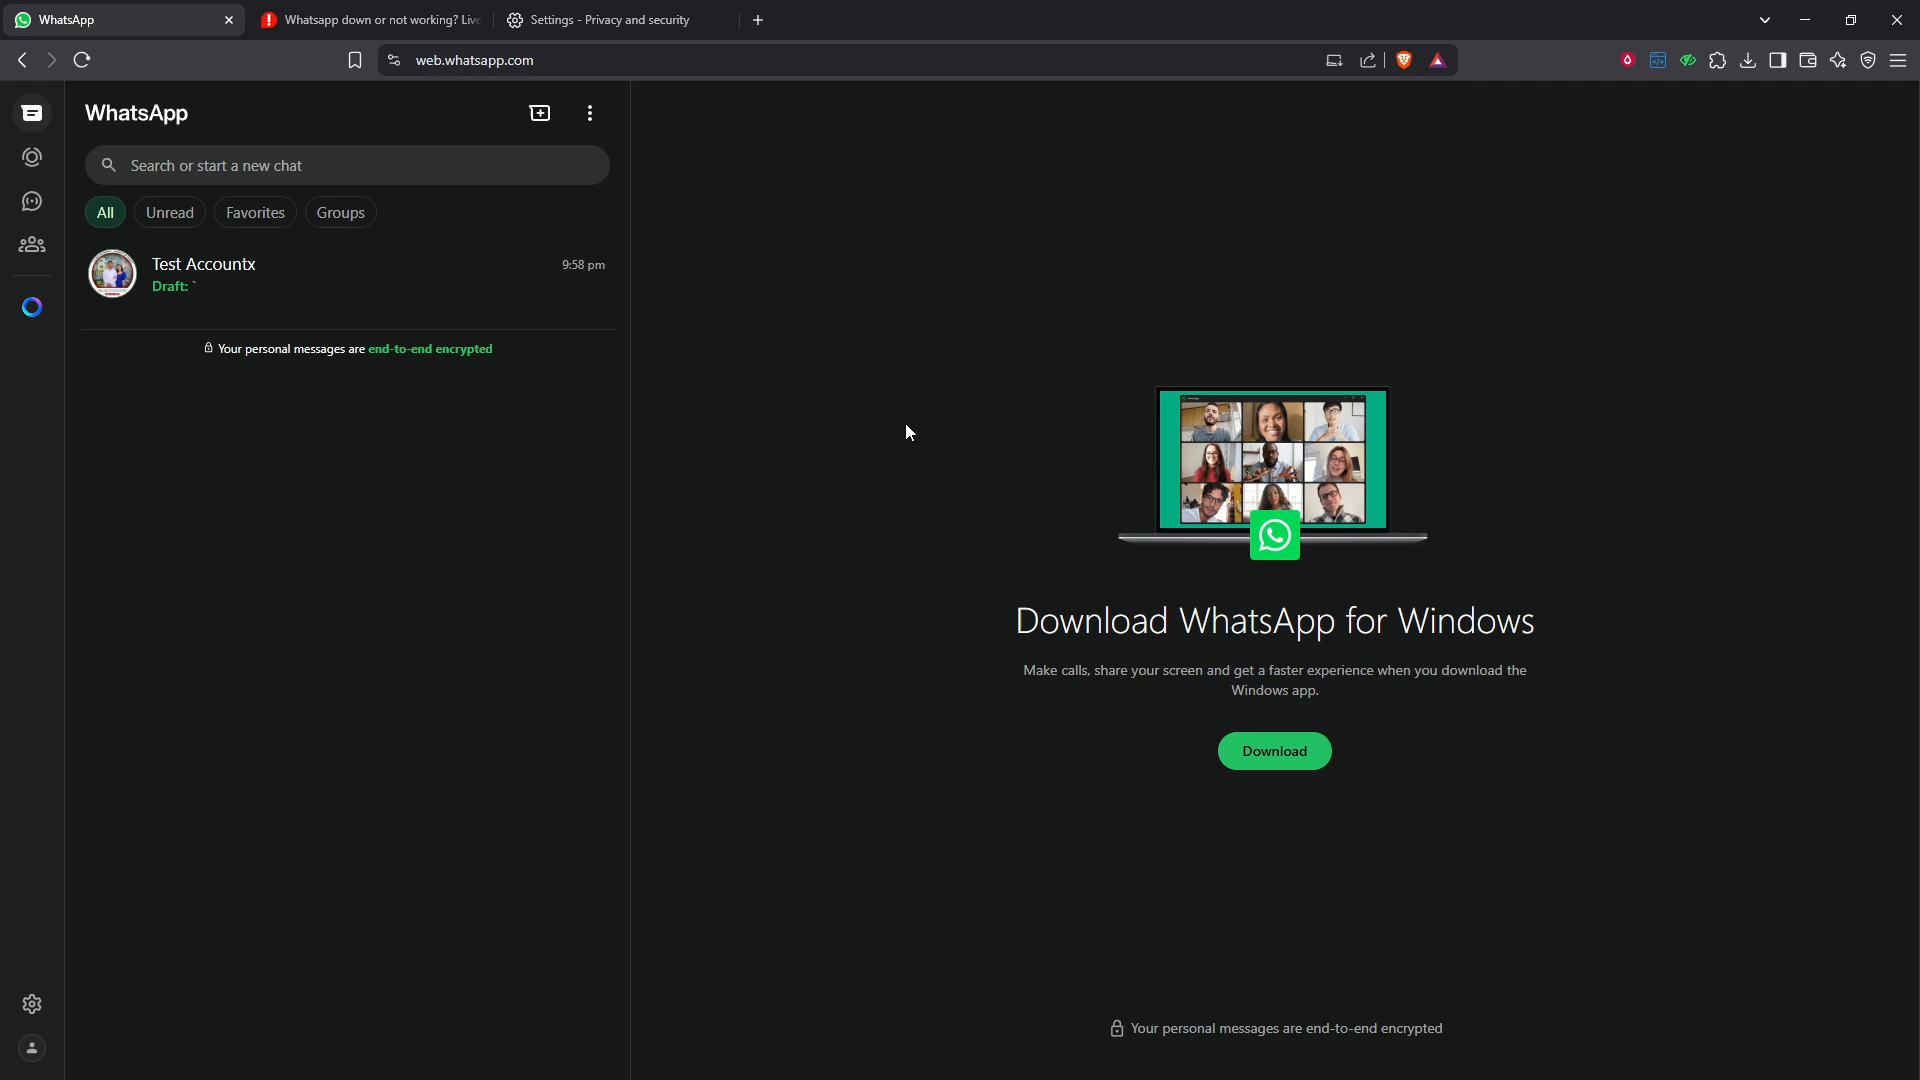 WhatsApp
Whatsapp down or not working? Live
Settings - Privacy and security
web.whatsapp.com
WhatsApp
Search or start a new chat
All
Unread
Favorites
Groups
Test Accountx
9:58 pm
Draft: `
Your personal messages are end-to-end encrypted
Download WhatsApp for Windows
Make calls, share your screen and get a faster experience when you download the
Windows app.
Download
Your personal messages are end-to-end encrypted